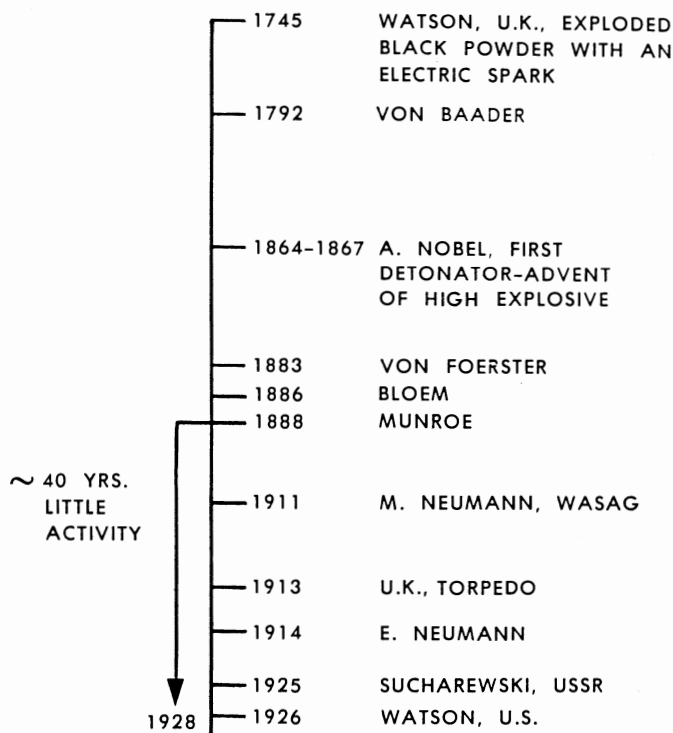 1745 WATSON, U.K., EXPLODED
BLACK POWDER WITH AN
ELECTRIC SPARK
1792 VON BAADER
1864-1867 A. NOBEL, FIRST
DETONATOR-ADVENT
OF HIGH EXPLOSIVE
1883 VON FOERSTER
1886 BLOEM
1888 MUNROE
~ 40 YRS.
LITTLE
ACTIVITY
1911 M. NEUMANN, WASAG
1913 U.K., TORPEDO
1914 E. NEUMANN
1925 SUCHAREWSKI, USSR
1928
1926 WATSON, U.S.